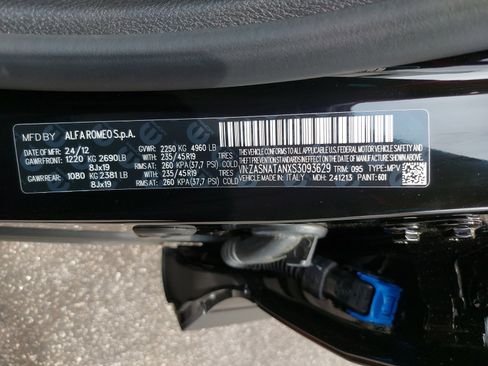 MFD BY ALFA ROMEO S.p.A.
DATE OF MFR: 24/12 GVWR: 2250 KG 4960 LB
GAWR FRONT: 1220 KG 2690LB WITH 235/45R19 TIRES
8Jx19 RIMS AT: 260 KPA (37,7 PSI) COLD
GAWR REAR: 1080 KG 2381 LB WITH 235/45R19 TIRES
8Jx19 RIMS AT: 260 KPA (37,7 PSI) COLD
THIS VEHICLE CONFORMS TO ALL APPLICABLE U.S. FEDERAL MOTOR VEHICLE SAFETY
THEFT PREVENTION STANDARDS IN EFFECT ON THE DATE OF MANUFACTURE SHOWN ABOVE
VIN: ZASNATANXS3093629 TRIM: 095 TYPE: MPV
MADE IN: ITALY MDH: 241213 PAINT: 601